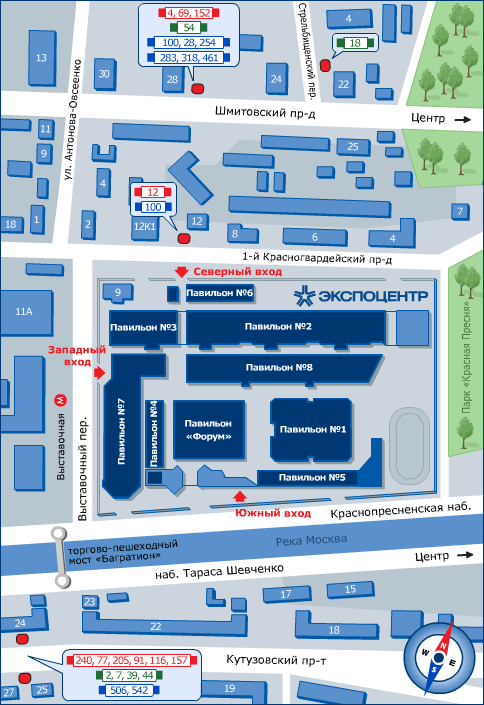 4, 69, 152
54
100, 28, 254
283, 318, 461
4
18
13
30
28
24
22
Стрельбищенский пер.
ул. Антонова-Овсеенко
Шмитовский пр-д
Центр
11
9
25
4
12
100
1
18
2
12К1
12
8
6
4
7
1-й Красногвардейский пр-д
Северный вход
9
Павильон №6
ЭКСПОЦЕНТР
11А
Павильон №3
Павильон №2
Западный
вход
Павильон №8
Парк «Красная Пресня»
М
Выставочная
Выставочный пер.
Павильон №7
Павильон №4
Павильон
«Форум»
Павильон №1
Павильон №5
Южный вход
Краснопресненская наб.
торгово-пешеходный
мост «Багратион»
Река Москва
Центр
наб. Тараса Шевченко
23
17
15
24
22
18
240, 77, 205, 91, 116, 157
2, 7, 39, 44
506, 542
Кутузовский пр-т
27
25
19
N
W
E
S